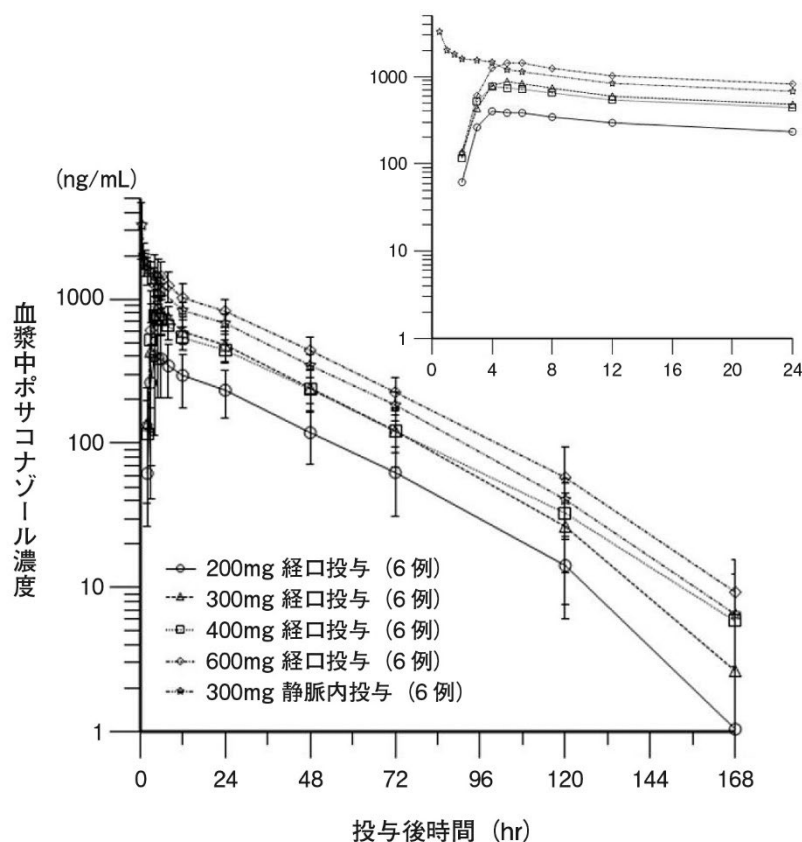 1000
100
10
1
0 4 8 12 16 20 24
(ng/mL)
血漿中ポサコナゾール濃度
1000
100
10
1
200mg 経口投与（6 例）
300mg 経口投与（6 例）
400mg 経口投与（6 例）
600mg 経口投与（6 例）
300mg 静脈内投与（6 例）
0 24 48 72 96 120 144 168
投与後時間 (hr)